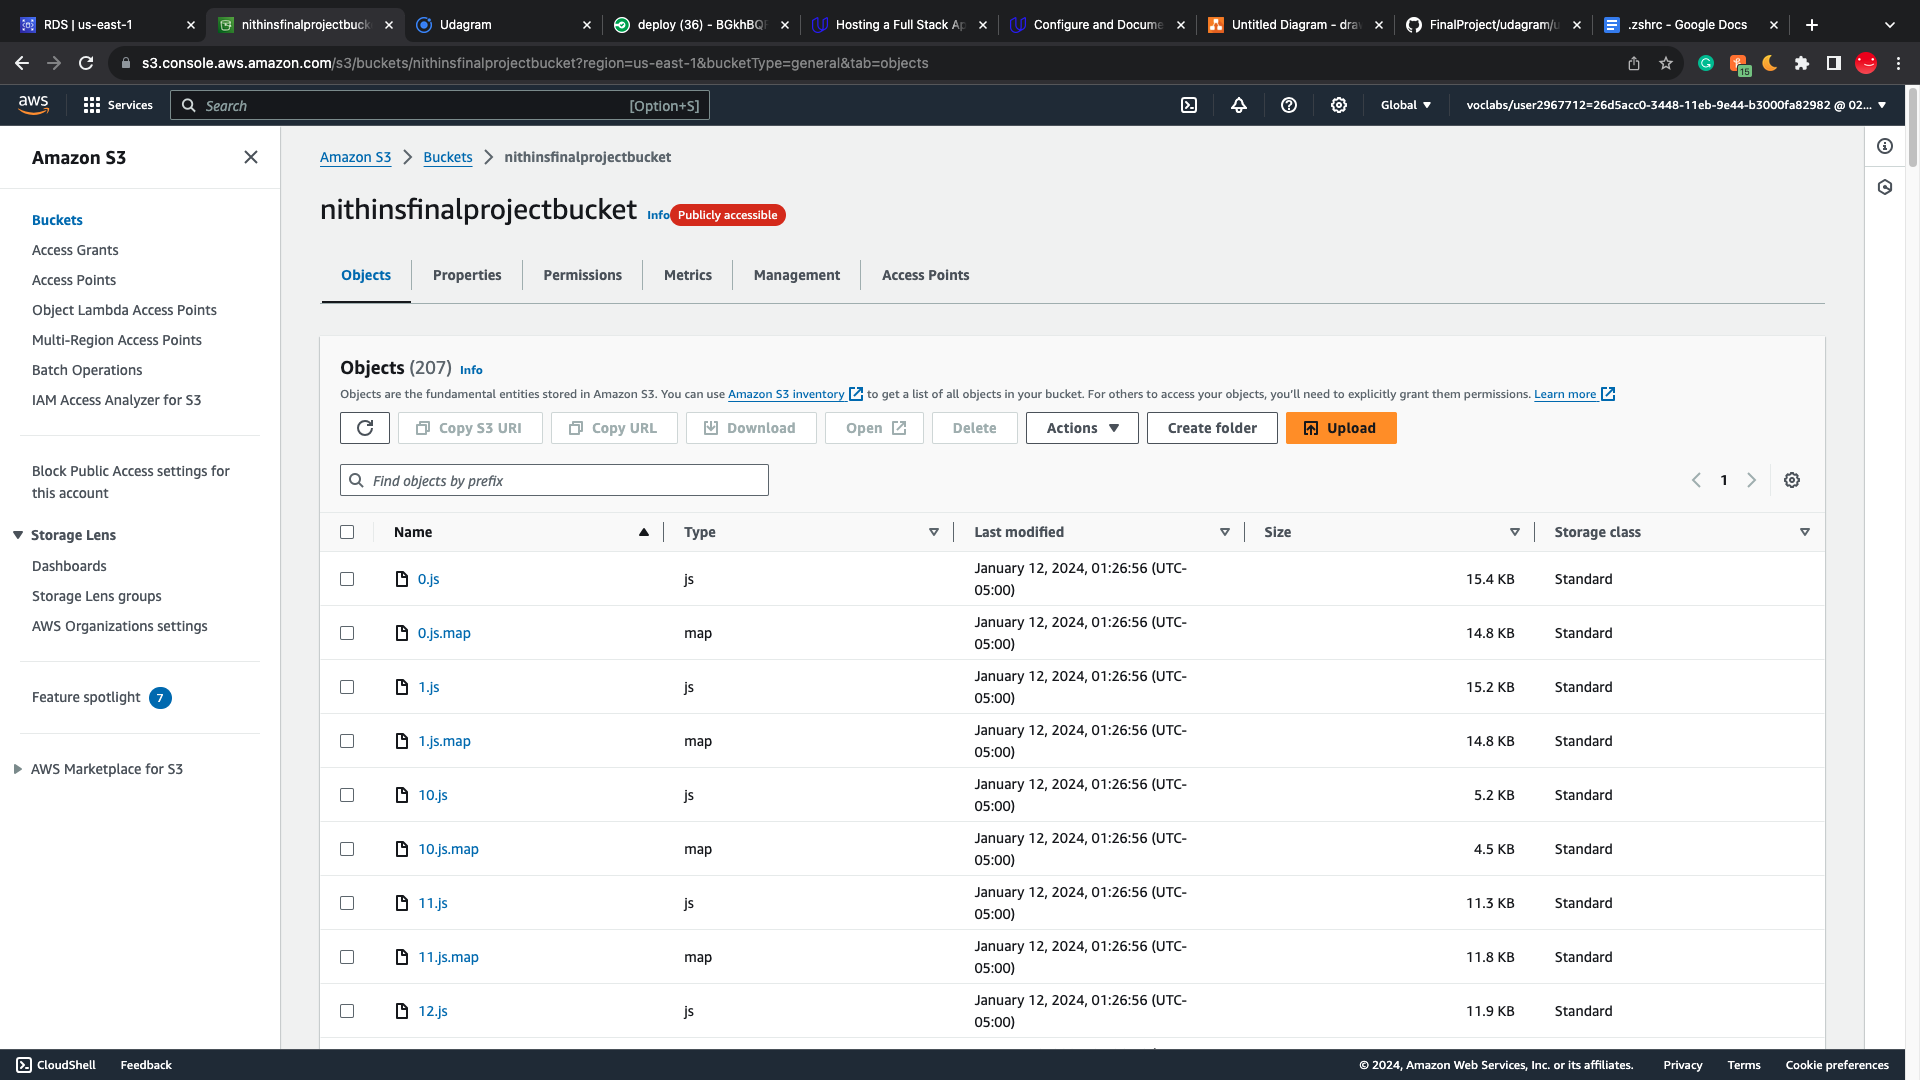 RDS | us-east-1
nithinsfinalprojectbuck
Udagram
deploy (36) - BGkhBQF
Hosting a Full Stack Ap
Configure and Docume
Untitled Diagram - draw
FinalProject/udagram/u
.zshrc - Google Docs
s3.console.aws.amazon.com/s3/buckets/nithinsfinalprojectbucket?region=us-east-1&bucketType=general&tab=objects
15
aws
Services
Search
[Option+S]
Global
voclabs/user2967712=26d5acc0-3448-11eb-9e44-b3000fa82982 @ 02...
Amazon S3
Buckets
Access Grants
Access Points
Object Lambda Access Points
Multi-Region Access Points
Batch Operations
IAM Access Analyzer for S3
Block Public Access settings for
this account
Storage Lens
Dashboards
Storage Lens groups
AWS Organizations settings
Feature spotlight 7
AWS Marketplace for S3
Amazon S3 > Buckets > nithinsfinalprojectbucket
nithinsfinalprojectbucket Info Publicly accessible
Objects
Properties
Permissions
Metrics
Management
Access Points
Objects (207) Info
Objects are the fundamental entities stored in Amazon S3. You can use Amazon S3 inventory to get a list of all objects in your bucket. For others to access your objects, you'll need to explicitly grant them permissions. Learn more
Copy S3 URI
Copy URL
Download
Open
Delete
Actions
Create folder
Upload
Find objects by prefix
1
Name Type Last modified Size Storage class
0.js js January 12, 2024, 01:26:56 (UTC-
05:00) 15.4 KB Standard
0.js.map map January 12, 2024, 01:26:56 (UTC-
05:00) 14.8 KB Standard
1.js js January 12, 2024, 01:26:56 (UTC-
05:00) 15.2 KB Standard
1.js.map map January 12, 2024, 01:26:56 (UTC-
05:00) 14.8 KB Standard
10.js js January 12, 2024, 01:26:56 (UTC-
05:00) 5.2 KB Standard
10.js.map map January 12, 2024, 01:26:56 (UTC-
05:00) 4.5 KB Standard
11.js js January 12, 2024, 01:26:56 (UTC-
05:00) 11.3 KB Standard
11.js.map map January 12, 2024, 01:26:56 (UTC-
05:00) 11.8 KB Standard
12.js js January 12, 2024, 01:26:56 (UTC-
05:00) 11.9 KB Standard
CloudShell
Feedback
© 2024, Amazon Web Services, Inc. or its affiliates.
Privacy
Terms
Cookie preferences